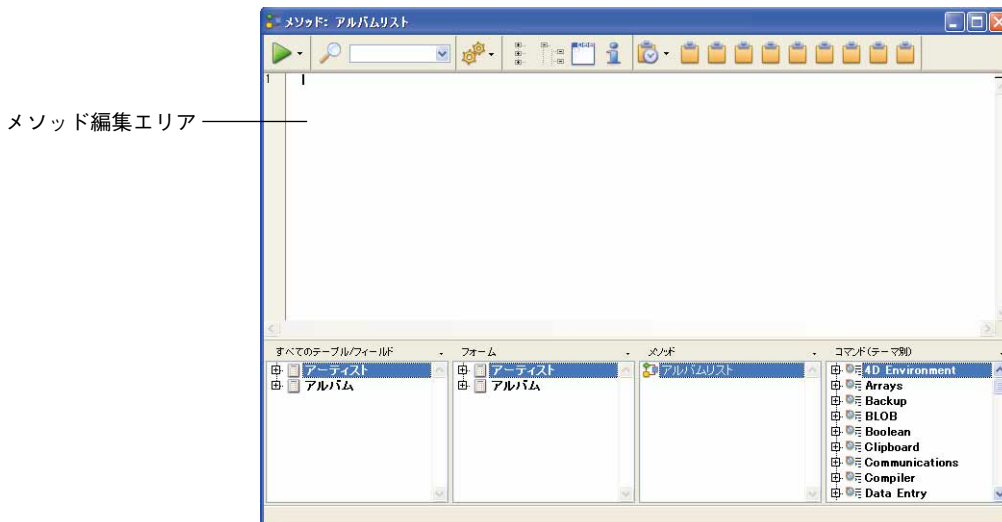 メソッド: アルバムリスト
1
メソッド編集エリア
すべてのテーブル/フィールド
アーティスト
アルバム
フォーム
アーティスト
アルバム
メソッド
アルバムリスト
コマンド(テーマ別)
4D Environment
Arrays
Backup
BLOB
Boolean
Clipboard
Communications
Compiler
Data Entry